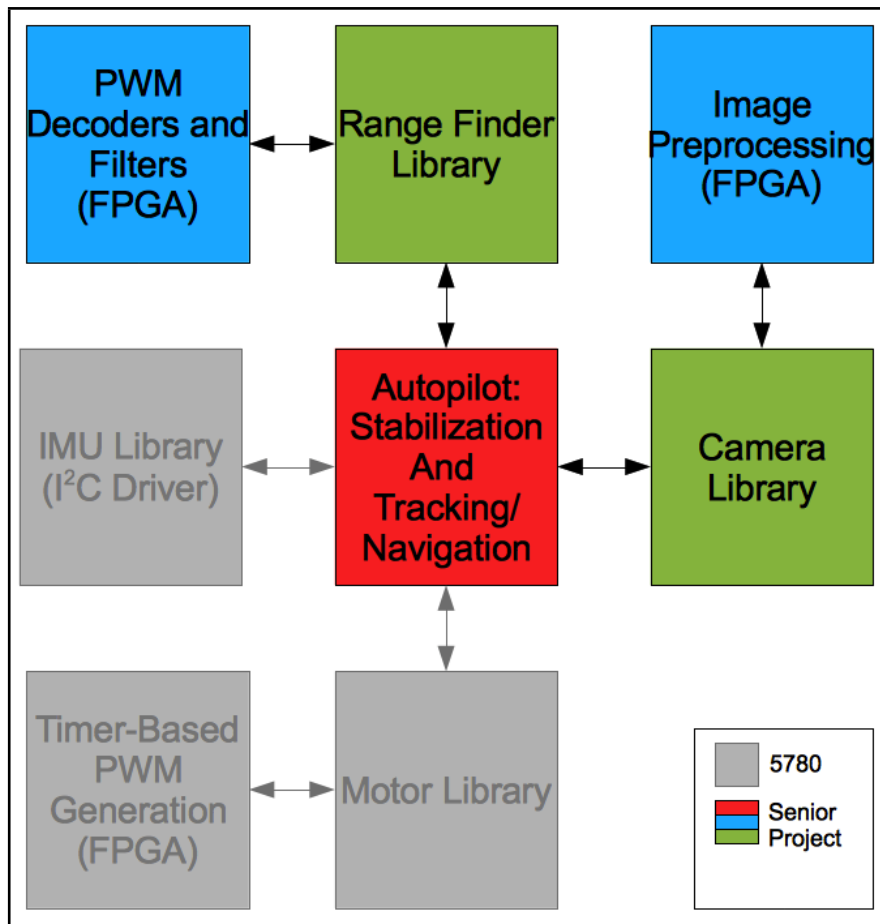 PWM
Decoders and
Filters
(FPGA)
Range Finder
Library
Image
Preprocessing
(FPGA)
IMU Library
(I²C Driver)
Autopilot:
Stabilization
And
Tracking/
Navigation
Camera
Library
Timer-Based
PWM
Generation
(FPGA)
Motor Library
5780
Senior
Project